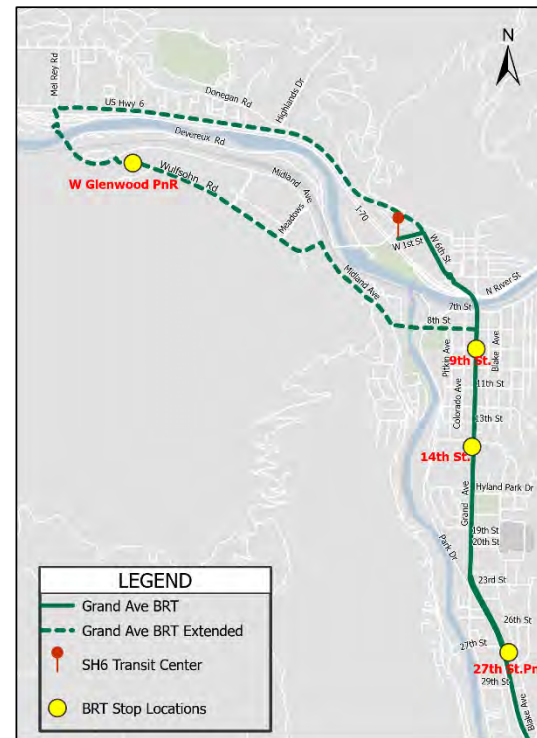 N
Mel Rey Rd
Donegan Rd
Highlands Dr
US Hwy 6
Devereux Rd
Midland Ave
Wulfsohn Rd
W Glenwood PnR
I-70
W 1st St
W 6th St
Meadows
N River St
Midland Ave
7th St
8th St
Pitkin Ave
Blake Ave
9th St.
Colorado Ave
11th St
13th St
14th St.
Grand Ave
Hyland Park Dr
19th St
20th St
Park Dr
23rd St
26th St
27th St
27th St.Pn
29th St
Blake Ave
LEGEND
Grand Ave BRT
Grand Ave BRT Extended
SH6 Transit Center
BRT Stop Locations